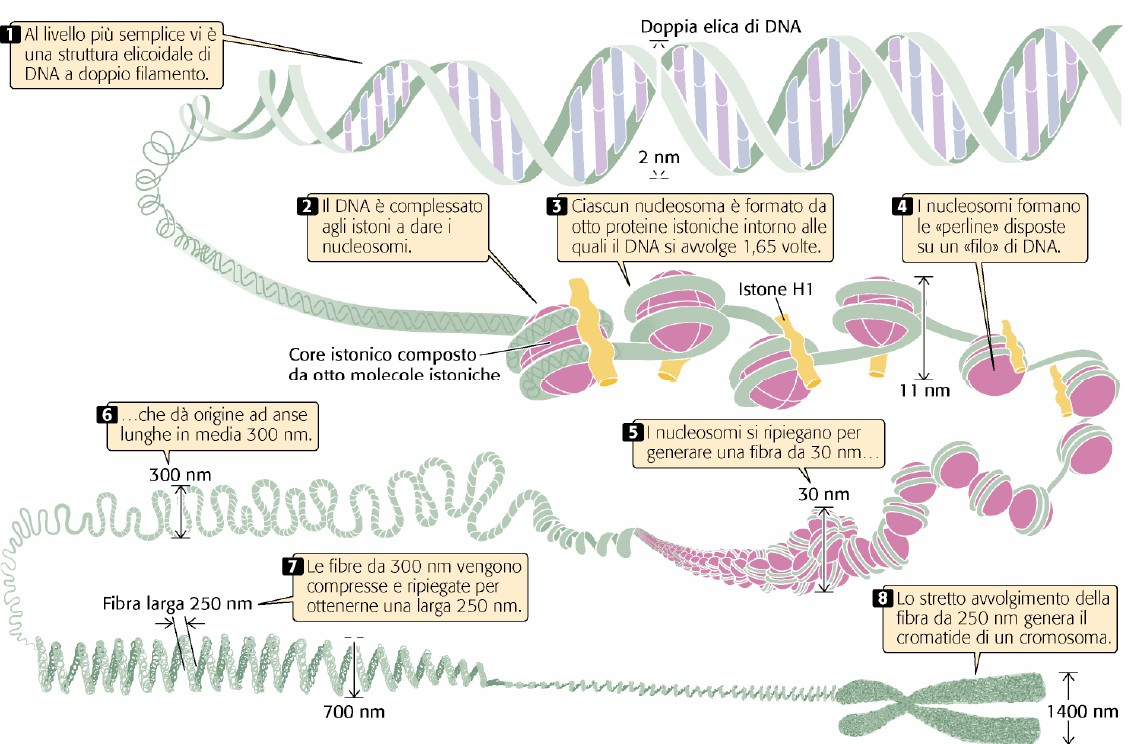 1 Al livello più semplice vi è
una struttura elicoidale di
DNA a doppio filamento.
Doppia elica di DNA
2 nm
2 Il DNA è complessato
agli istoni a dare i
nucleosomi.
3 Ciascun nucleosoma è formato da
otto proteine istoniche intorno alle
quali il DNA si avvolge 1,65 volte.
4 I nucleosomi formano
le «perline» disposte
su un «filo» di DNA.
Istone H1
Core istonico composto
da otto molecole istoniche
11 nm
6 ...che dà origine ad anse
lunghe in media 300 nm.
300 nm
5 I nucleosomi si ripiegano per
generare una fibra da 30 nm...
30 nm
7 Le fibre da 300 nm vengono
compresse e ripiegate per
ottenerne una larga 250 nm.
Fibra larga 250 nm
700 nm
8 Lo stretto avvolgimento della
fibra da 250 nm genera il
cromatide di un cromosoma.
1400 nm